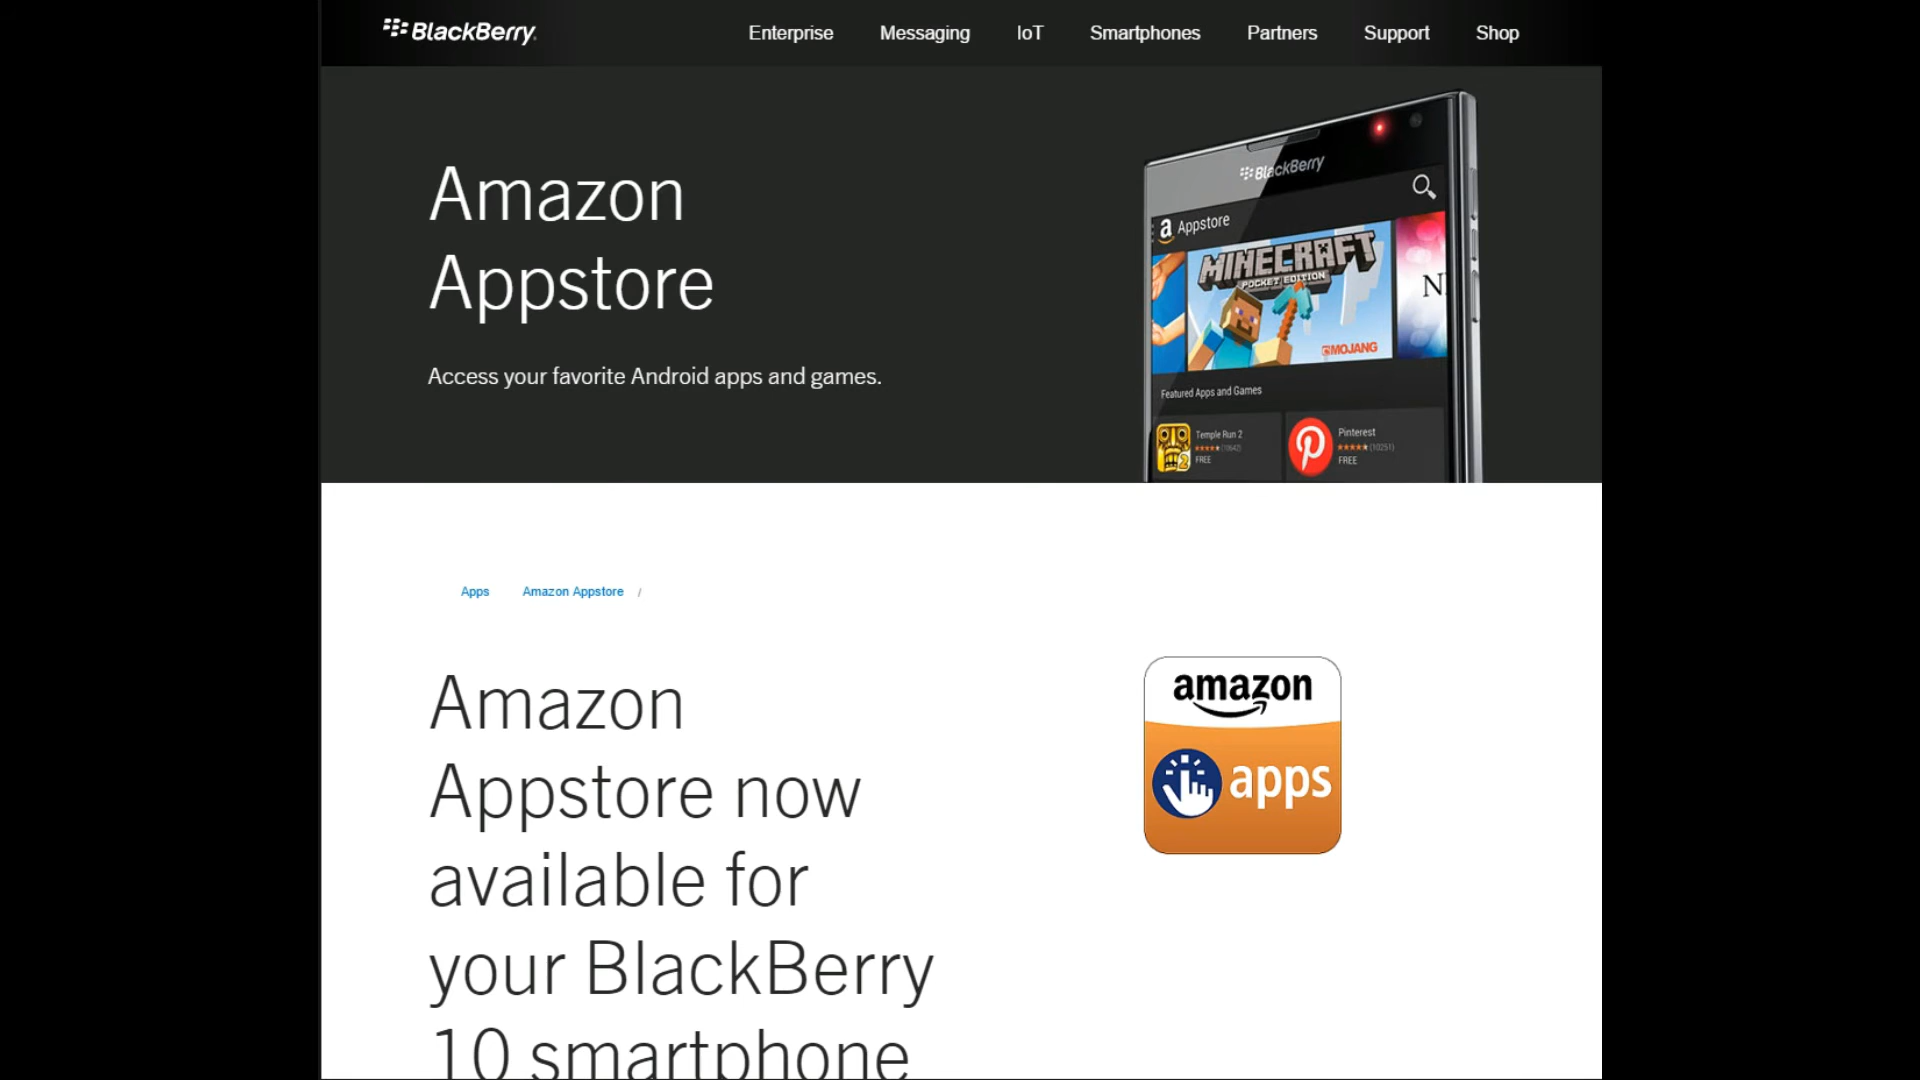 BlackBerry
Enterprise Messaging IoT Smartphones Partners Support Shop
Amazon
Appstore
Access your favorite Android apps and games.
BlackBerry
a Appstore
MINECRAFT
POCKET EDITION
MOJANG
Featured Apps and Games
Temple Run 2
(10642)
FREE
Pinterest
(10251)
FREE
Apps Amazon Appstore /
Amazon
Appstore now
available for
your BlackBerry
10 smartphone
amazon
apps